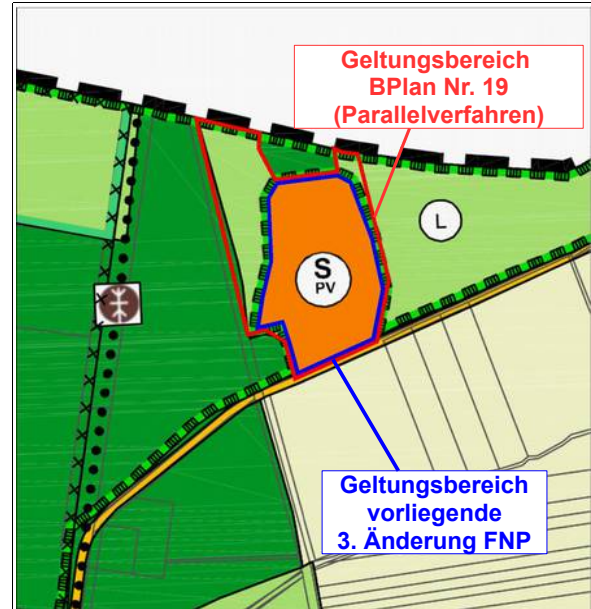 Geltungsbereich
BPlan Nr. 19
(Parallelverfahren)
L
S
PV
Geltungsbereich
vorliegende
3. Änderung FNP